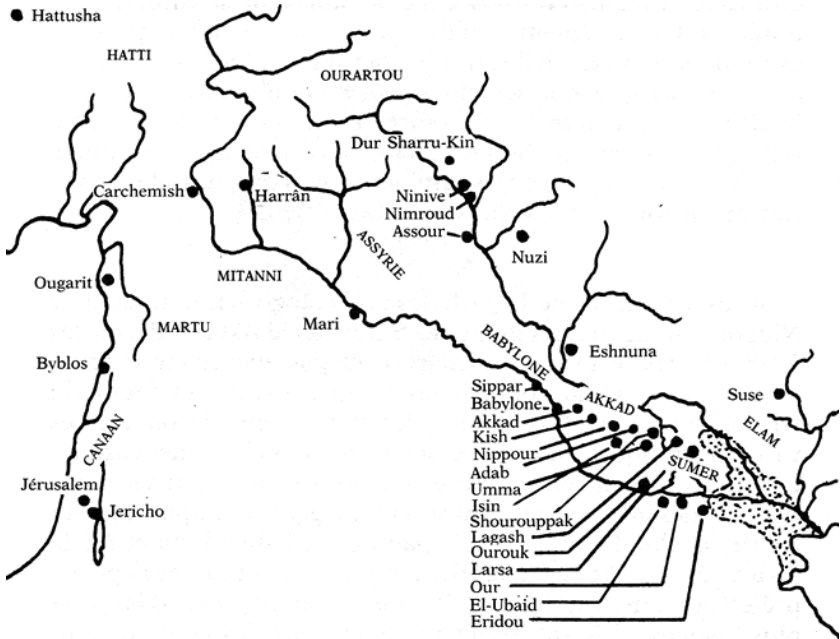 Hattusha
HATTI
OURARTOU
Dur Sharru-Kin
Carchemish
Harrân
Ninive
Nimroud
Assour
ASSYRIE
Nuzi
MITANNI
Ougarit
MARTU
Mari
BABYLONE
Eshnuna
Byblos
Sippar
AKKAD
Suse
Babylone
ELAM
Akkad
Kish
CANAAN
Nippour
SUMER
Adab
Umma
Jérusalem
Isin
Jericho
Shourouppak
Lagash
Ourouk
Larsa
Our
El-Ubaid
Eridou